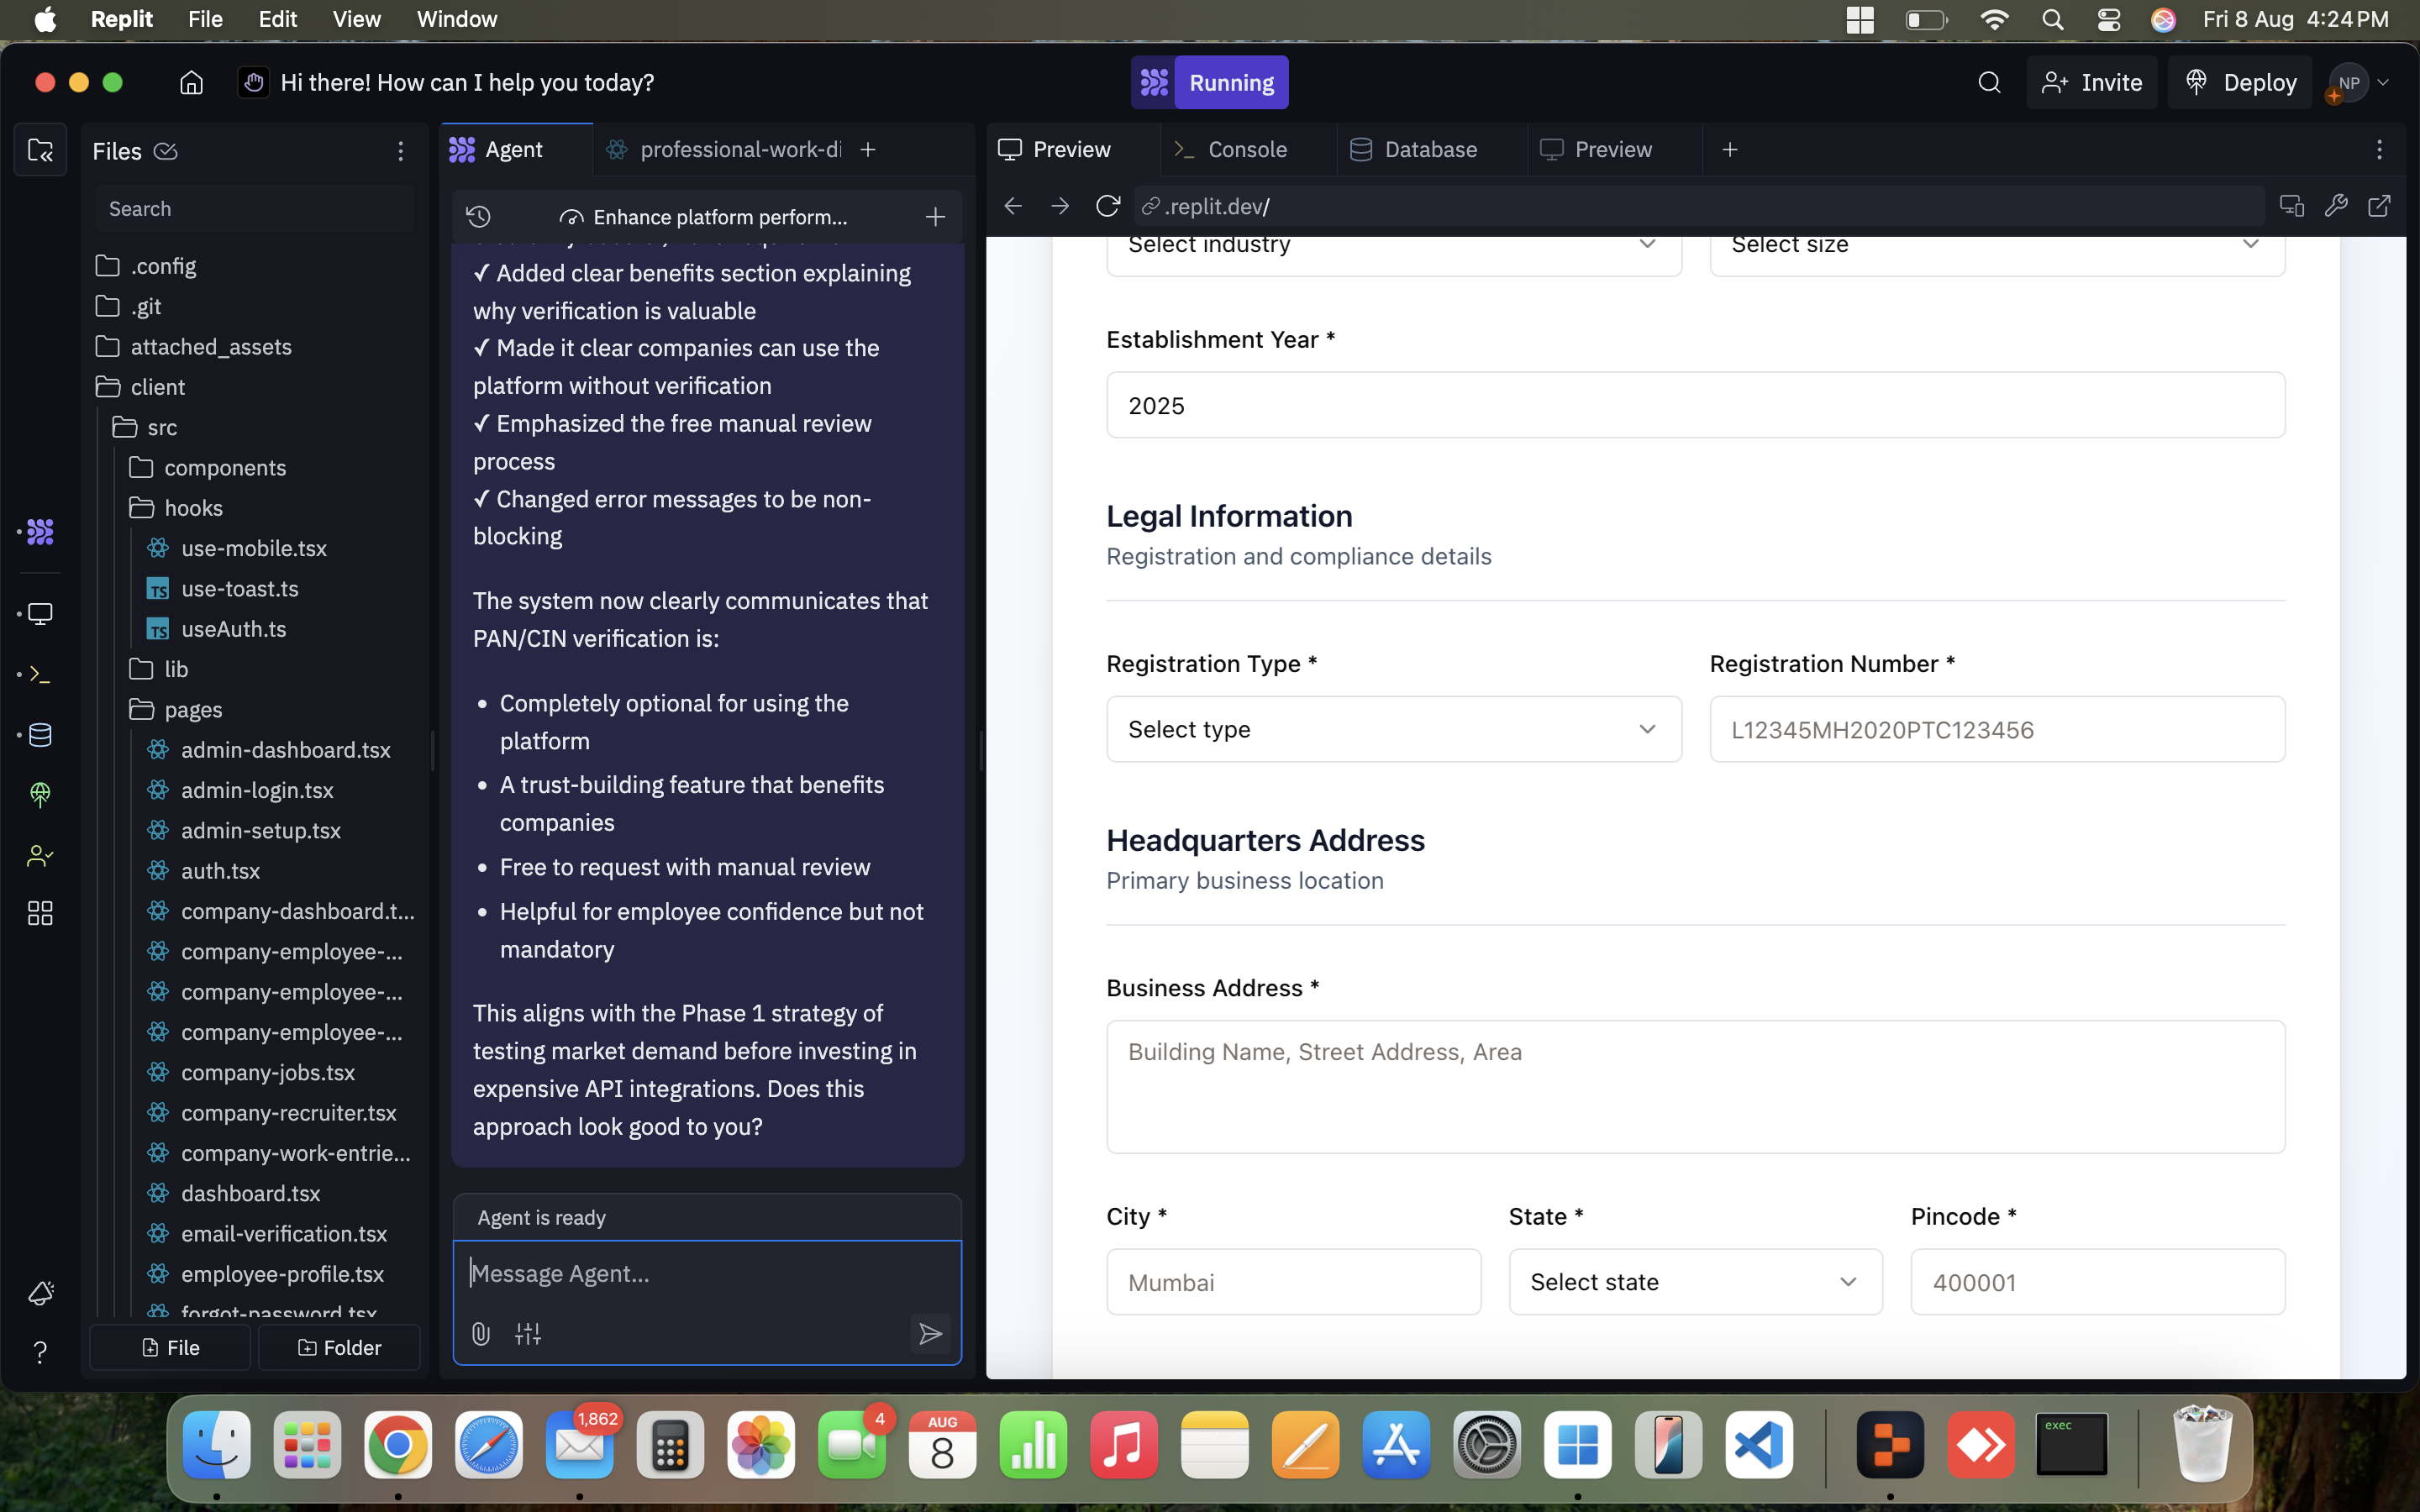 Replit File Edit View Window Fri 8 Aug 4:24 PM
Hi there! How can I help you today? Running Invite Deploy NP
Files
Search
.config
.git
attached_assets
client
src
components
hooks
use-mobile.tsx
TS use-toast.ts
TS useAuth.ts
lib
pages
admin-dashboard.tsx
admin-login.tsx
admin-setup.tsx
auth.tsx
company-dashboard.t...
company-employee-...
company-employee-...
company-employee-...
company-jobs.tsx
company-recruiter.tsx
company-work-entrie...
dashboard.tsx
email-verification.tsx
employee-profile.tsx
forgot-password.tsx
File Folder
Agent professional-work-di
Enhance platform perform...
✓ Added clear benefits section explaining
why verification is valuable
✓ Made it clear companies can use the
platform without verification
✓ Emphasized the free manual review
process
✓ Changed error messages to be non-
blocking
The system now clearly communicates that
PAN/CIN verification is:
• Completely optional for using the
platform
• A trust-building feature that benefits
companies
• Free to request with manual review
• Helpful for employee confidence but not
mandatory
This aligns with the Phase 1 strategy of
testing market demand before investing in
expensive API integrations. Does this
approach look good to you?
Agent is ready
Message Agent...
Preview Console Database Preview
.replit.dev/
Select industry Select size
Establishment Year *
2025
Legal Information
Registration and compliance details
Registration Type * Registration Number *
Select type L12345MH2020PTC123456
Headquarters Address
Primary business location
Business Address *
Building Name, Street Address, Area
City * State * Pincode *
Mumbai Select state 400001
1,862
4
AUG
8
exec